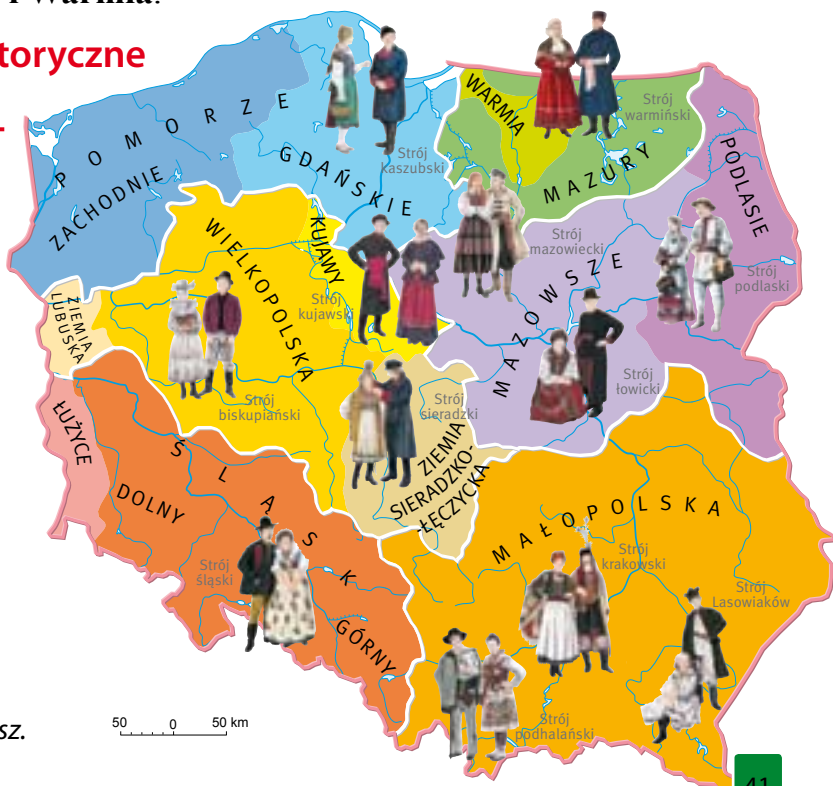 i Warmia.
toryczne
POMORZE
ZACHODNIE
GDAŃSKIE
Strój
kaszubski
WARMIA
Strój
warmiński
MAZURY
PODLASIE
Strój
podlaski
Strój
mazowiecki
MAZOWSZE
Strój
łowicki
KUJAWY
Strój
kujawski
WIELKOPOLSKA
Strój
biskupiański
ZIEMIA
LUBUSKA
ŁUŻYCE
Strój
sieradzki
ZIEMIA
SIERADZKO-
-ŁĘCZYCKA
ŚLĄSK
DOLNY
GÓRNY
Strój
śląski
MAŁOPOLSKA
Strój
krakowski
Strój
Lasowiaków
Strój
podhalański
sz.
50 0 50 km
41